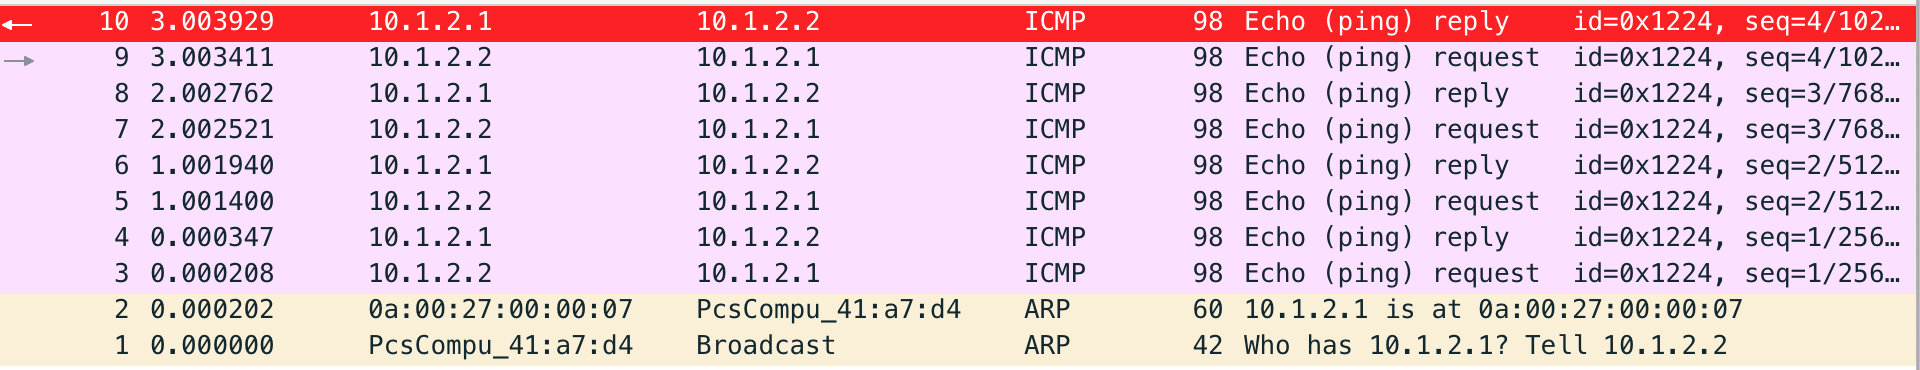 10 3.003929 10.1.2.1 10.1.2.2 ICMP 98 Echo (ping) reply id=0x1224, seq=4/102…
9 3.003411 10.1.2.2 10.1.2.1 ICMP 98 Echo (ping) request id=0x1224, seq=4/102…
8 2.002762 10.1.2.1 10.1.2.2 ICMP 98 Echo (ping) reply id=0x1224, seq=3/768…
7 2.002521 10.1.2.2 10.1.2.1 ICMP 98 Echo (ping) request id=0x1224, seq=3/768…
6 1.001940 10.1.2.1 10.1.2.2 ICMP 98 Echo (ping) reply id=0x1224, seq=2/512…
5 1.001400 10.1.2.2 10.1.2.1 ICMP 98 Echo (ping) request id=0x1224, seq=2/512…
4 0.000347 10.1.2.1 10.1.2.2 ICMP 98 Echo (ping) reply id=0x1224, seq=1/256…
3 0.000208 10.1.2.2 10.1.2.1 ICMP 98 Echo (ping) request id=0x1224, seq=1/256…
2 0.000202 0a:00:27:00:00:07 PcsCompu_41:a7:d4 ARP 60 10.1.2.1 is at 0a:00:27:00:00:07
1 0.000000 PcsCompu_41:a7:d4 Broadcast ARP 42 Who has 10.1.2.1? Tell 10.1.2.2